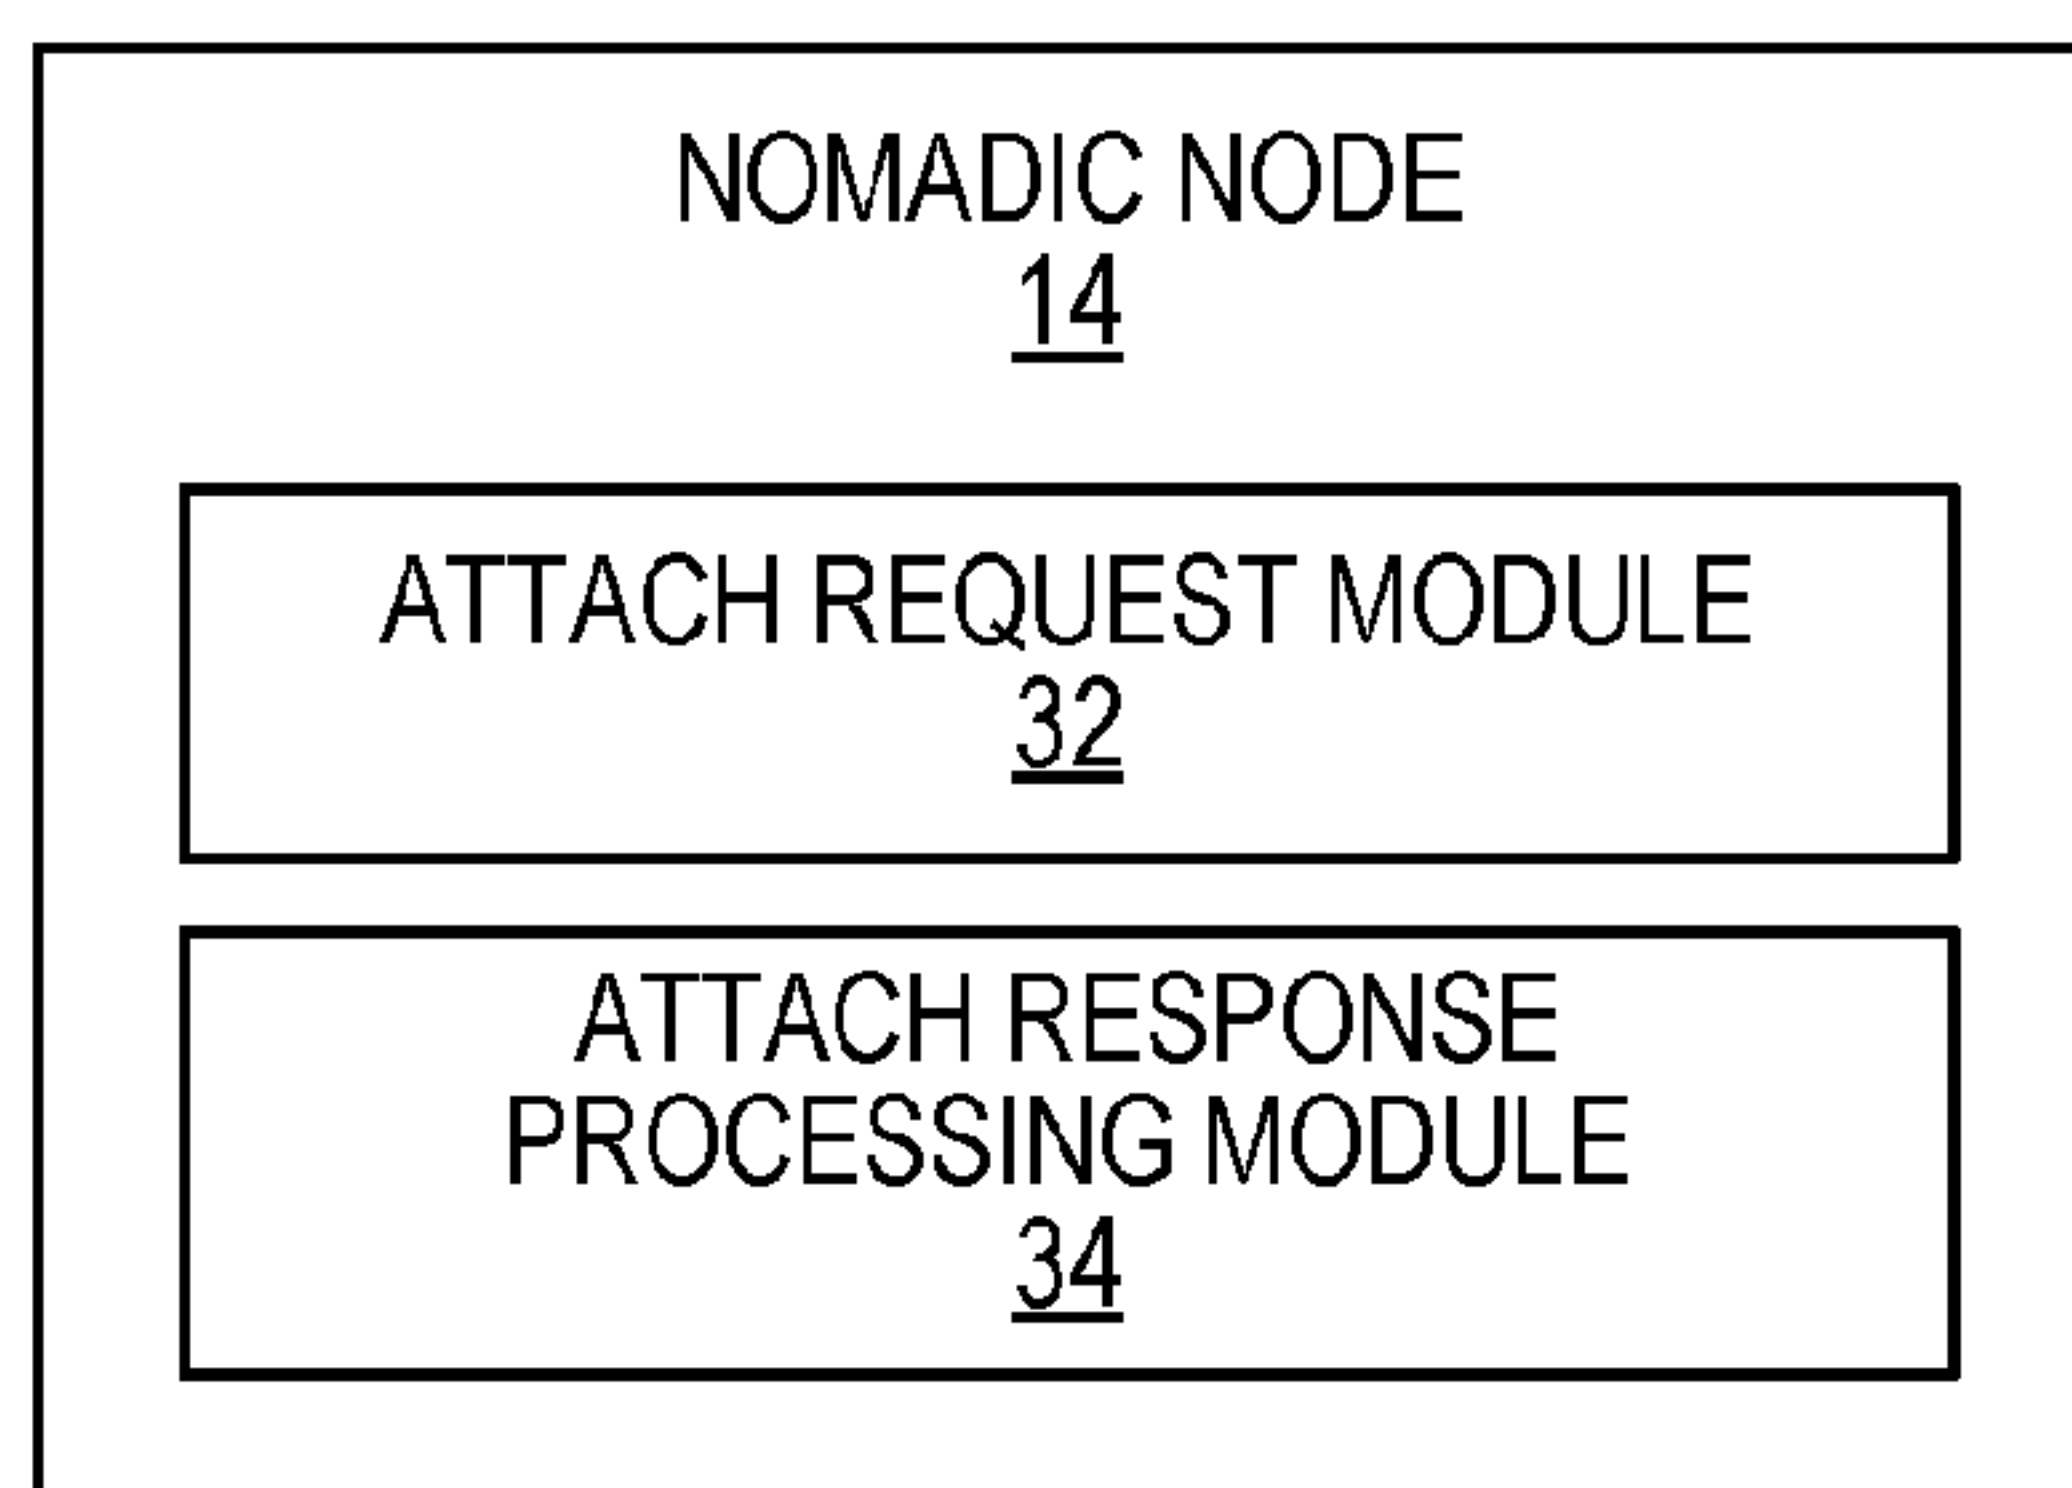 NOMADIC NODE
14
ATTACH REQUEST MODULE
32
ATTACH RESPONSE
PROCESSING MODULE
34